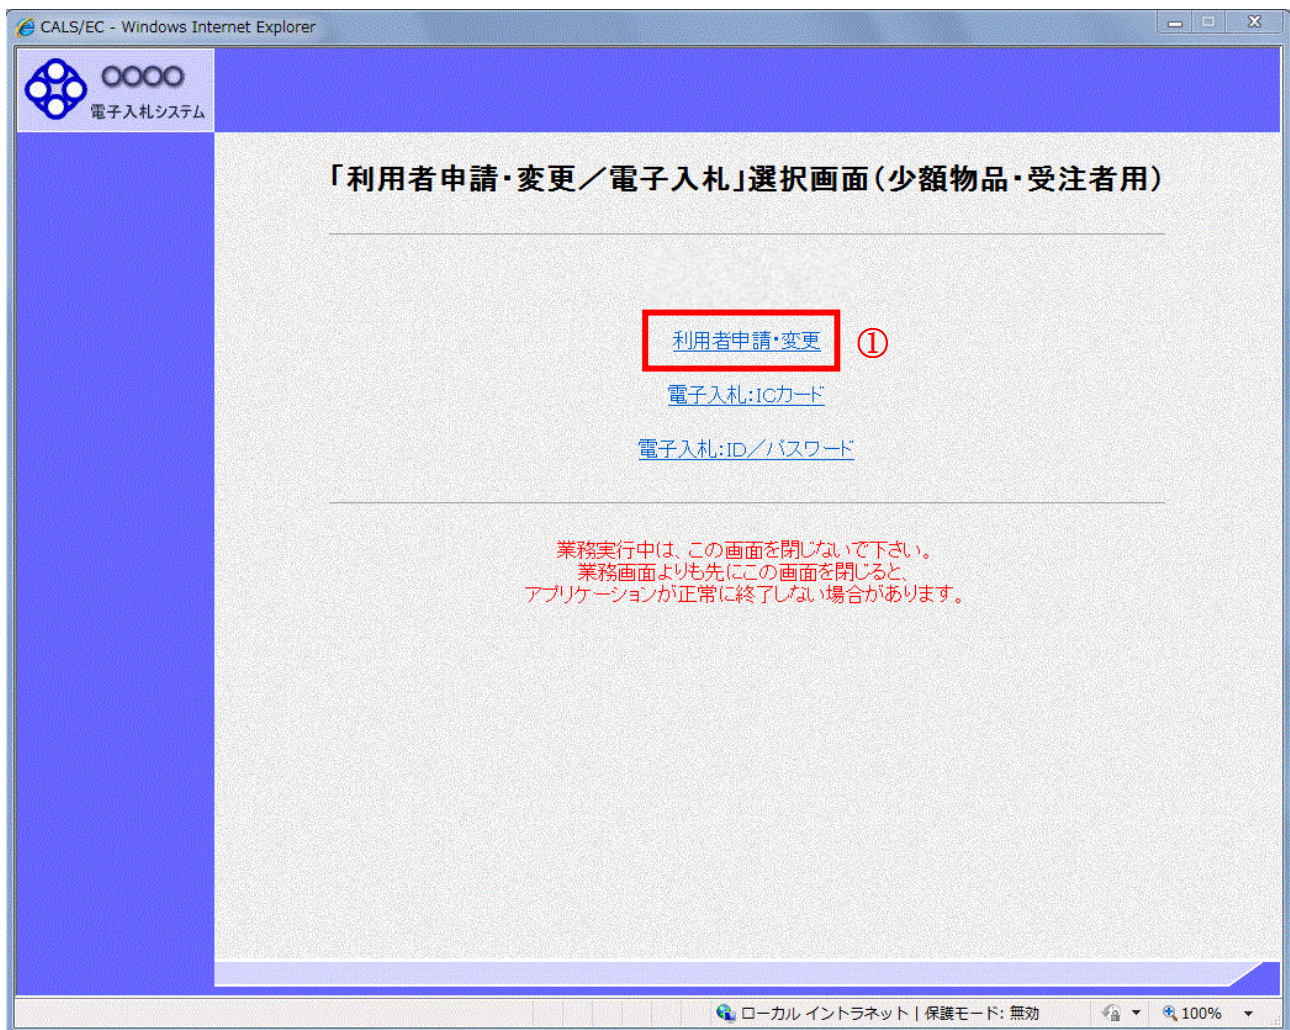 CALS/EC - Windows Internet Explorer
○○○○
電子入札システム
「利用者申請・変更／電子入札」選択画面（少額物品・受注者用）
利用者申請・変更 ①
電子入札：ICカード
電子入札：ID／パスワード
業務実行中は、この画面を閉じないで下さい。
業務画面よりも先にこの画面を閉じると、
アプリケーションが正常に終了しない場合があります。
ローカル イントラネット | 保護モード: 無効
100%